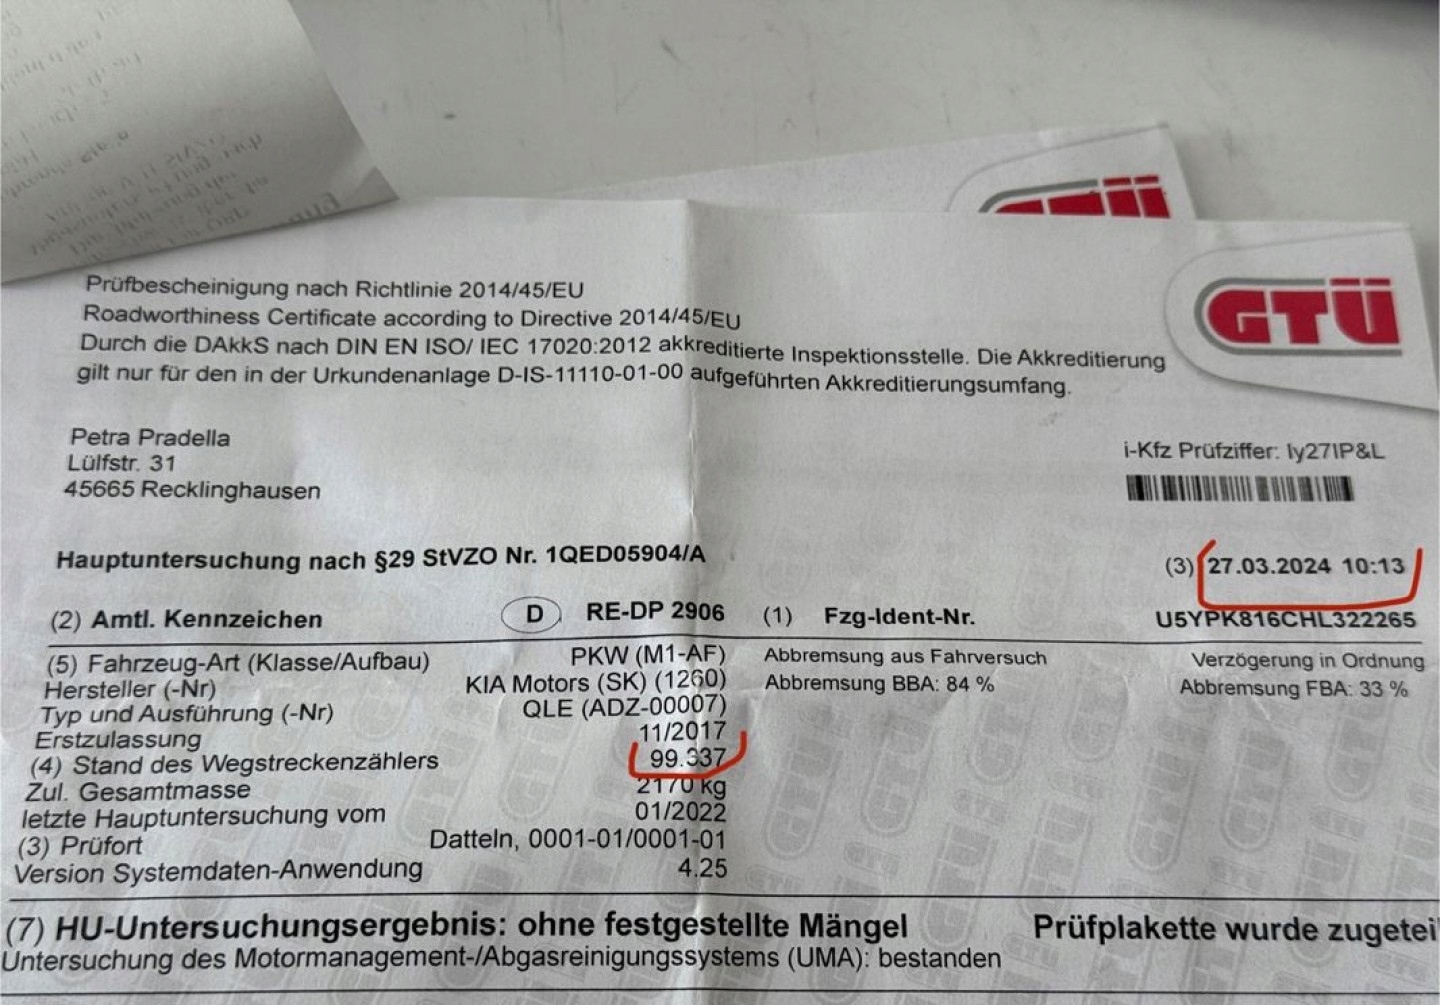 GTÜ
Prüfbescheinigung nach Richtlinie 2014/45/EU
Roadworthiness Certificate according to Directive 2014/45/EU
Durch die DAkkS nach DIN EN ISO/ IEC 17020:2012 akkreditierte Inspektionsstelle. Die Akkreditierung
gilt nur für den in der Urkundenanlage D-IS-11110-01-00 aufgeführten Akkreditierungsumfang.
Petra Pradella
Lülfstr. 31
45665 Recklinghausen
i-Kfz Prüfziffer: Iy27IP&L
Hauptuntersuchung nach §29 StVZO Nr. 1QED05904/A (3) 27.03.2024 10:13
(2) Amtl. Kennzeichen D RE-DP 2906 (1) Fzg-Ident-Nr. U5YPK816CHL322265
(5) Fahrzeug-Art (Klasse/Aufbau) PKW (M1-AF) Abbremsung aus Fahrversuch Verzögerung in Ordnung
Hersteller (-Nr) KIA Motors (SK) (1260) Abbremsung BBA: 84 % Abbremsung FBA: 33 %
Typ und Ausführung (-Nr) QLE (ADZ-00007)
Erstzulassung 11/2017
(4) Stand des Wegstreckenzählers 99.337
Zul. Gesamtmasse 2170 kg
letzte Hauptuntersuchung vom 01/2022
(3) Prüfort Datteln, 0001-01/0001-01
Version Systemdaten-Anwendung 4.25
(7) HU-Untersuchungsergebnis: ohne festgestellte Mängel Prüfplakette wurde zugetei
Untersuchung des Motormanagement-/Abgasreinigungssystems (UMA): bestanden